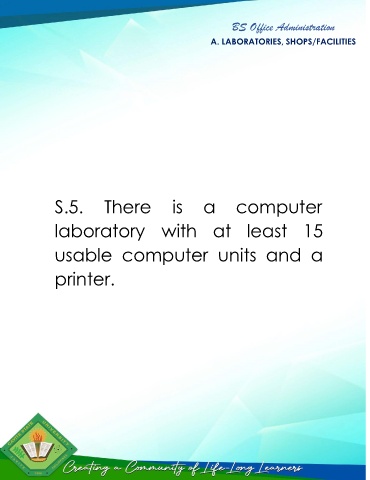 BS Office Administration
A. LABORATORIES, SHOPS/FACILITIES
S.5. There is a computer
laboratory with at least 15
usable computer units and a
printer.
Creating a Community of Life-Long Learners